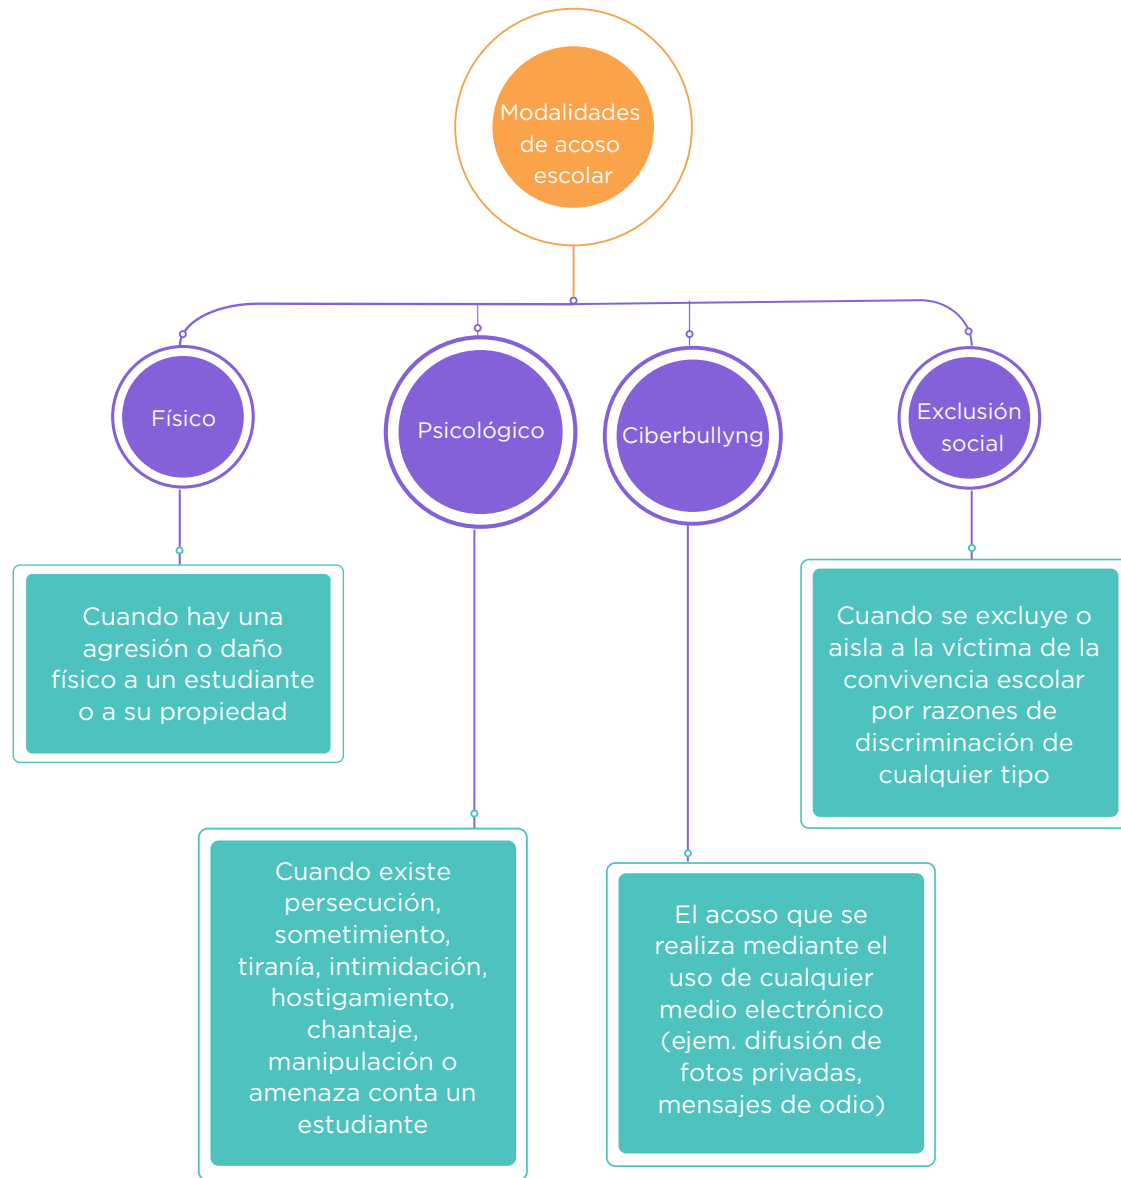 Modalidades
de acoso
escolar
Físico
Psicológico
Ciberbullyng
Exclusión
social
Cuando hay una
agresión o daño
físico a un estudiante
o a su propiedad
Cuando existe
persecución,
sometimiento,
tiranía, intimidación,
hostigamiento,
chantaje,
manipulación o
amenaza conta un
estudiante
El acoso que se
realiza mediante el
uso de cualquier
medio electrónico
(ejem. difusión de
fotos privadas,
mensajes de odio)
Cuando se excluye o
aisla a la víctima de la
convivencia escolar
por razones de
discriminación de
cualquier tipo